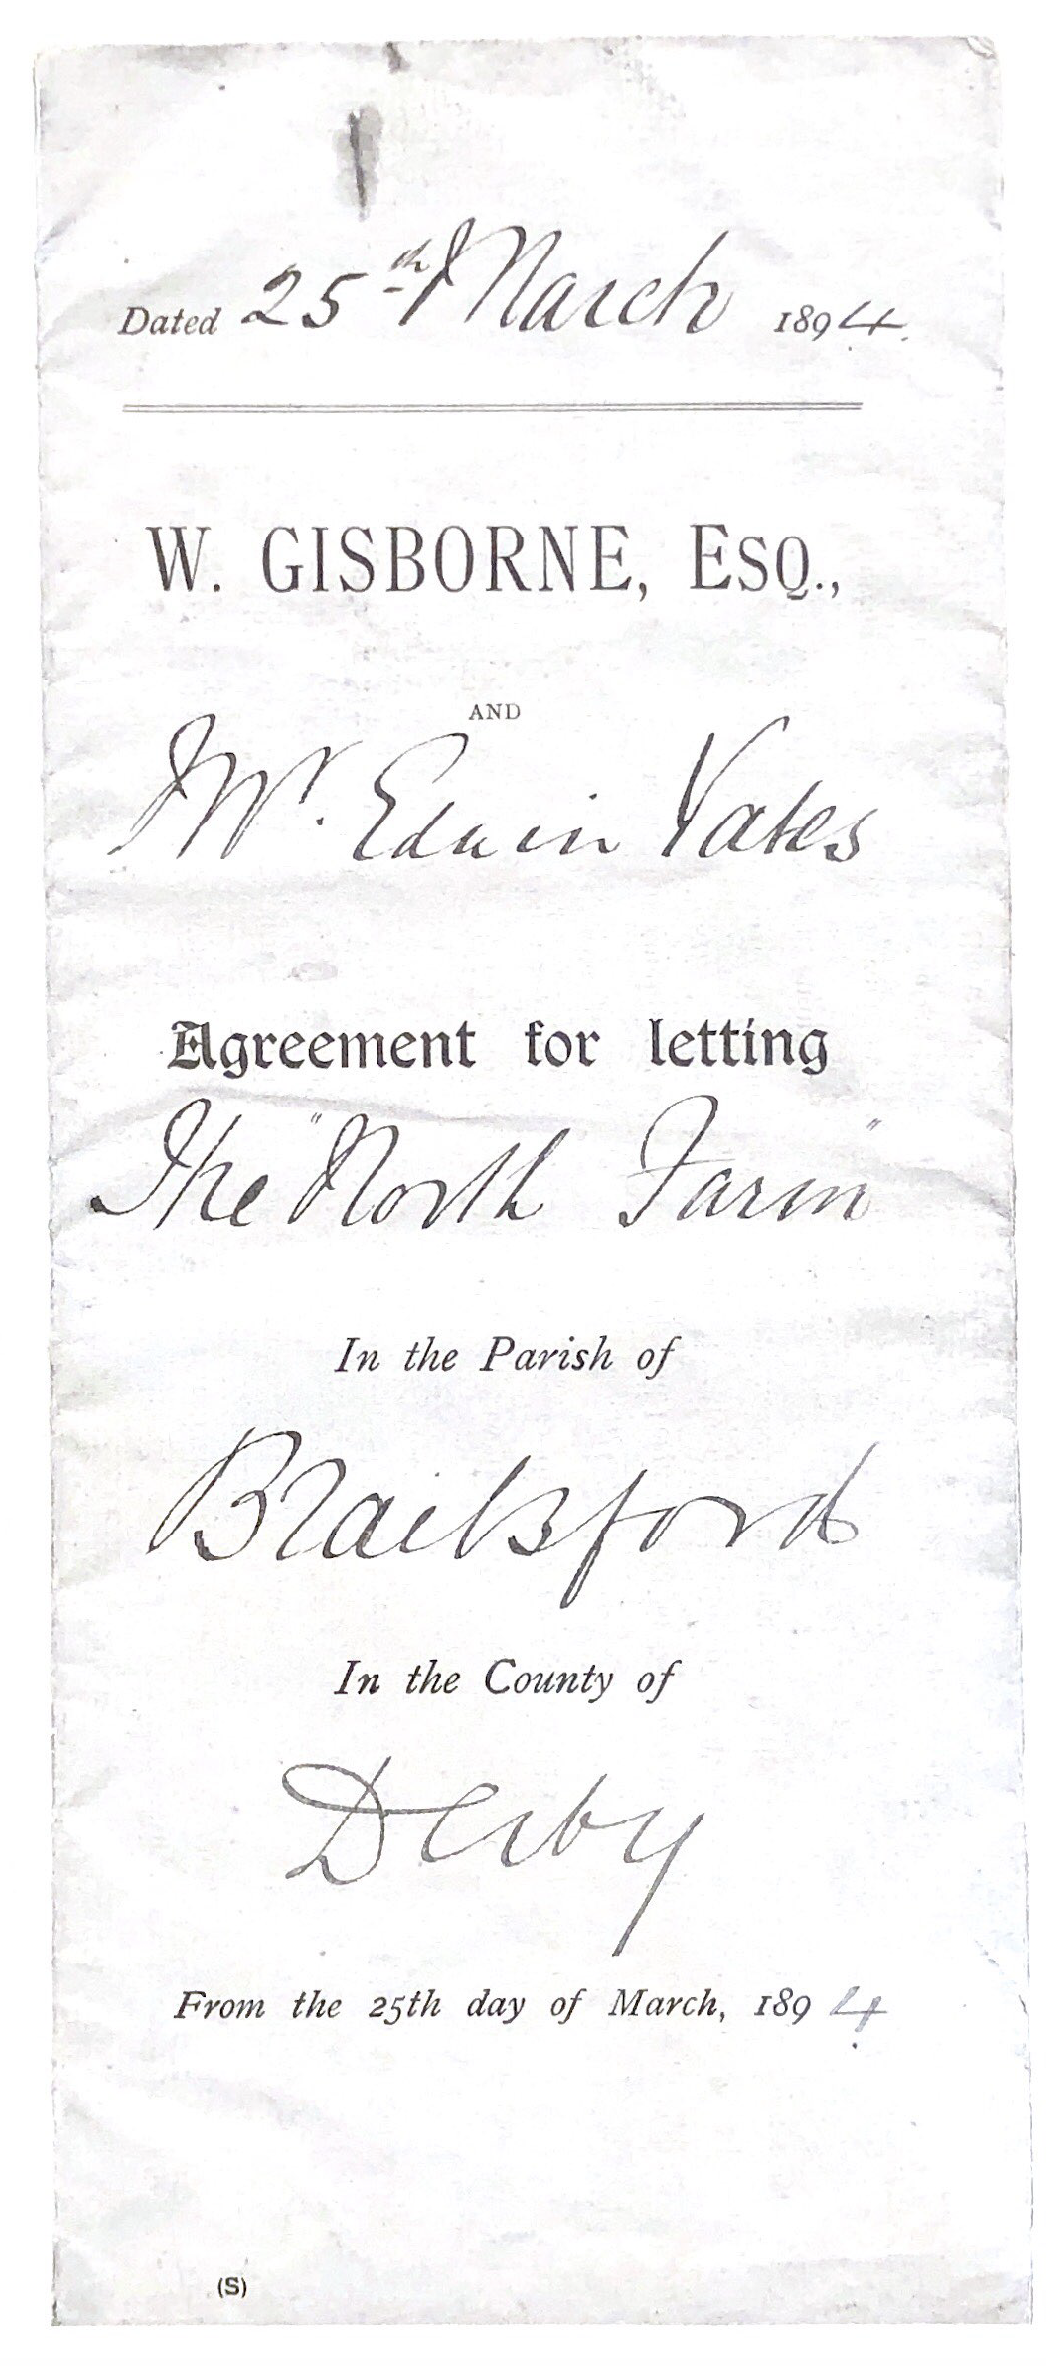 Dated 25th March 1894.
W. GISBORNE, ESQ.,
AND
Mr. Edwin Yates
Agreement for letting
The "North Farm"
In the Parish of
Brailsford
In the County of
Derby
From the 25th day of March, 1894.
(S)